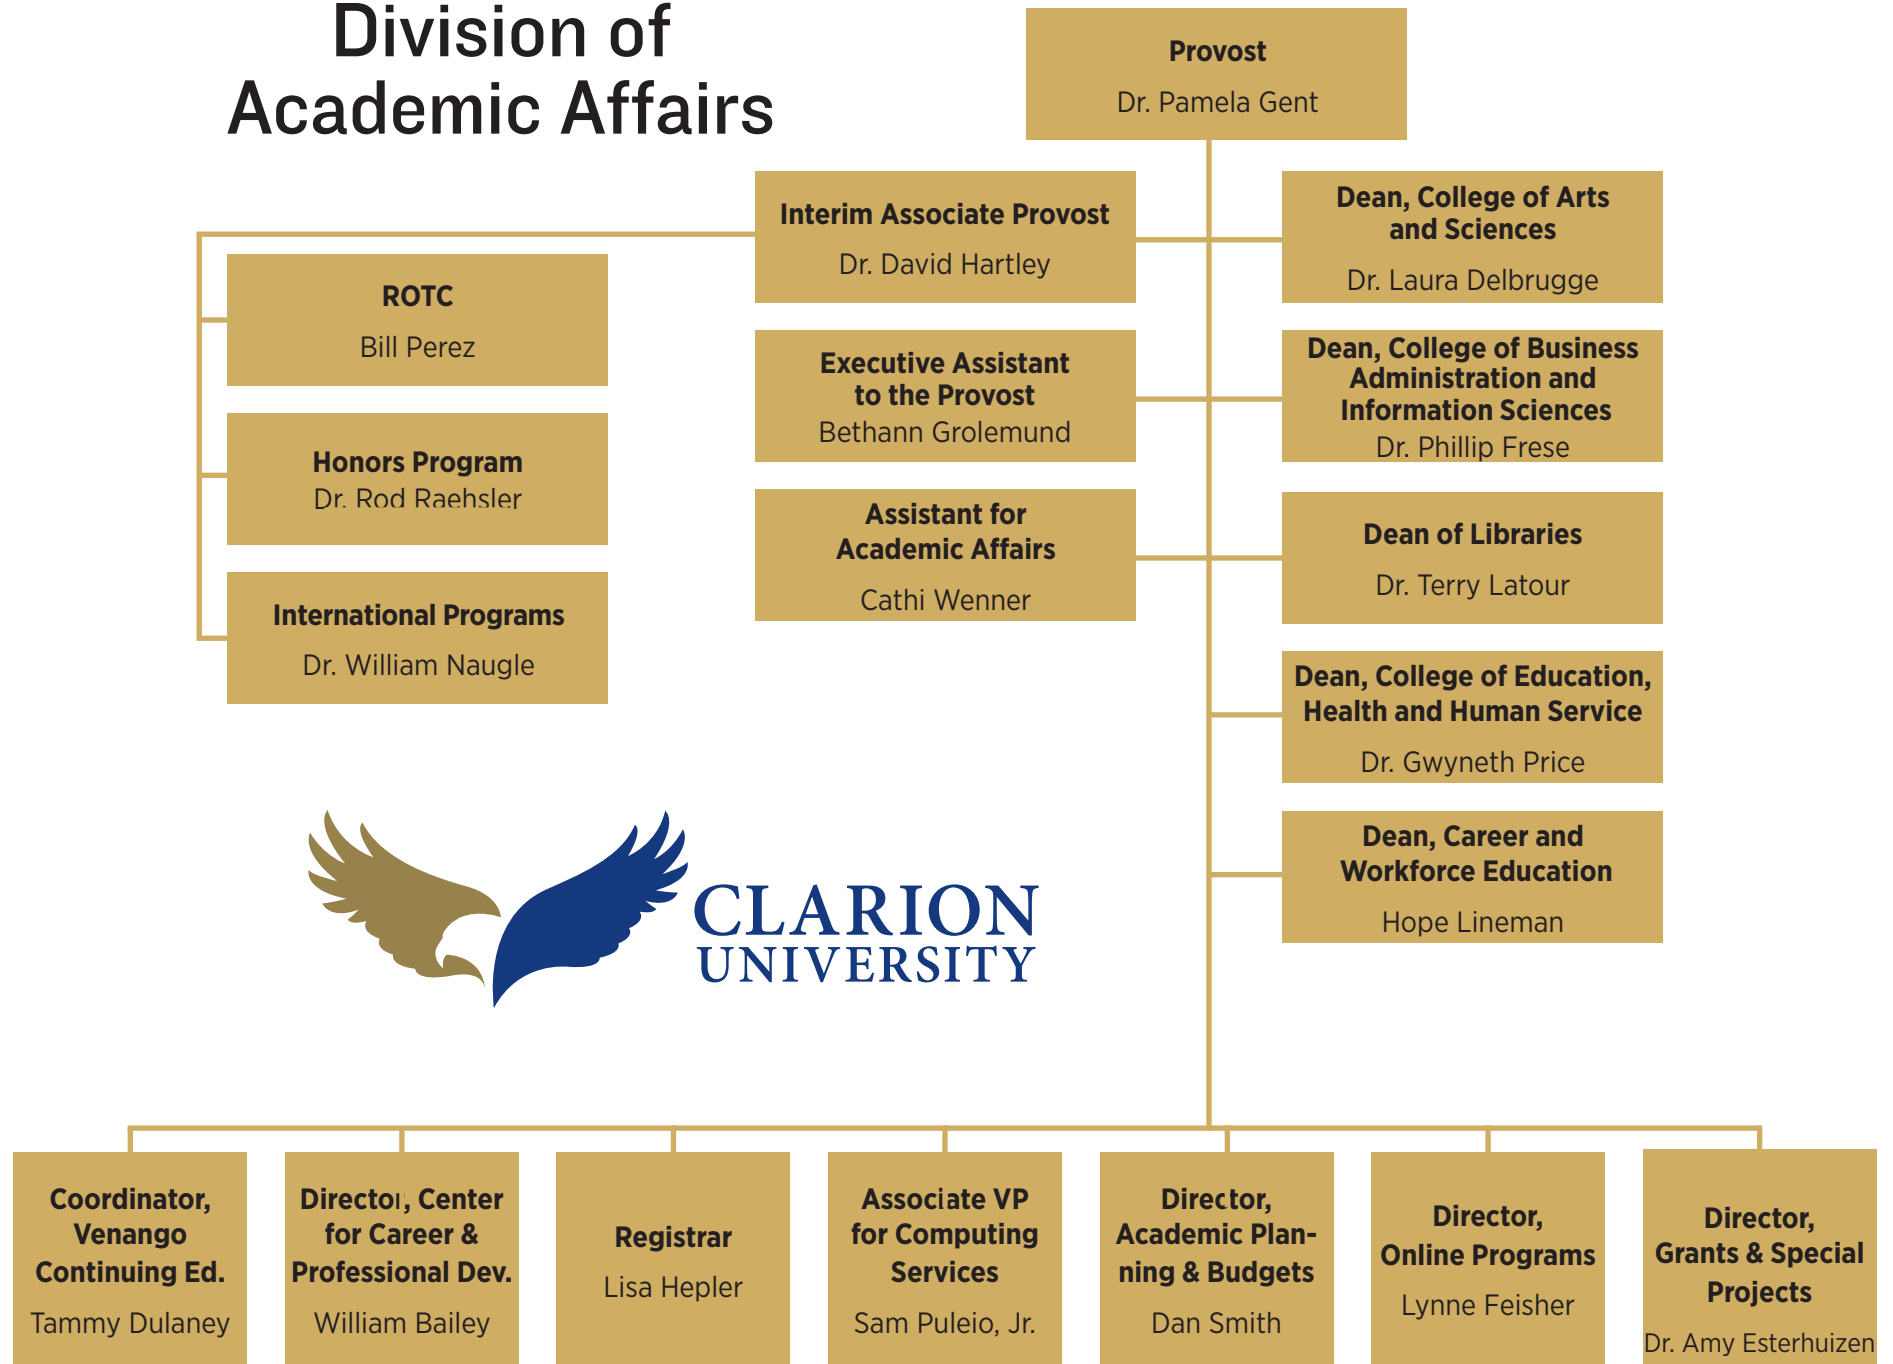 Division of
Academic Affairs
Provost
Dr. Pamela Gent
Interim Associate Provost
Dr. David Hartley
Dean, College of Arts
and Sciences
Dr. Laura Delbrugge
ROTC
Bill Perez
Executive Assistant
to the Provost
Bethann Grolemund
Dean, College of Business
Administration and
Information Sciences
Dr. Phillip Frese
Honors Program
Dr. Rod Raehsler
Assistant for
Academic Affairs
Cathi Wenner
Dean of Libraries
Dr. Terry Latour
International Programs
Dr. William Naugle
Dean, College of Education,
Health and Human Service
Dr. Gwyneth Price
Dean, Career and
Workforce Education
Hope Lineman
CLARION
UNIVERSITY
Coordinator,
Venango
Continuing Ed.
Tammy Dulaney
Director, Center
for Career &
Professional Dev.
William Bailey
Registrar
Lisa Hepler
Associate VP
for Computing
Services
Sam Puleio, Jr.
Director,
Academic Plan-
ning & Budgets
Dan Smith
Director,
Online Programs
Lynne Feisher
Director,
Grants & Special
Projects
Dr. Amy Esterhuizen